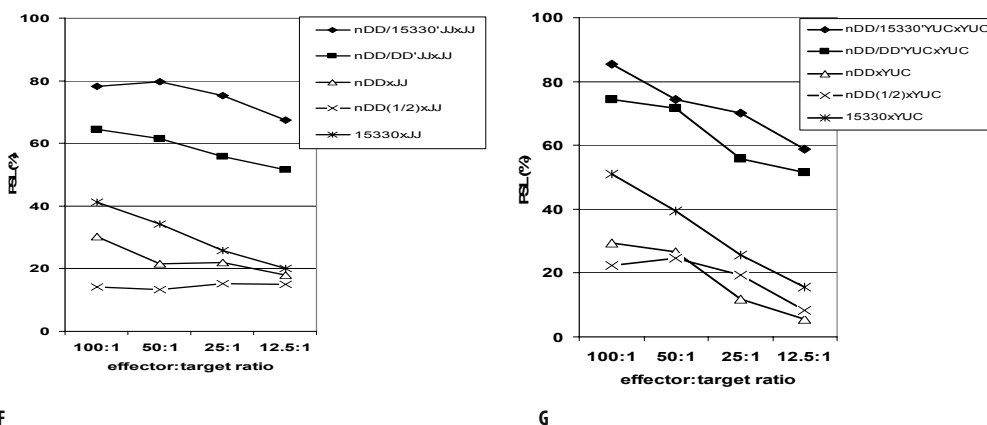 100
80
60
40
20
0
PSL(%)
100:1 50:1 25:1 12.5:1
effector:target ratio
nDD/15330'JJxJJ
nDD/DD'JJxJJ
nDDxJJ
nDD(1/2)xJJ
15330xJJ
F
100
80
60
40
20
0
PSL(%)
100:1 50:1 25:1 12.5:1
effector:target ratio
nDD/15330'YUCxYUC
nDD/DD'YUCxYUC
nDDxYUC
nDD(1/2)xYUC
15330xYUC
G